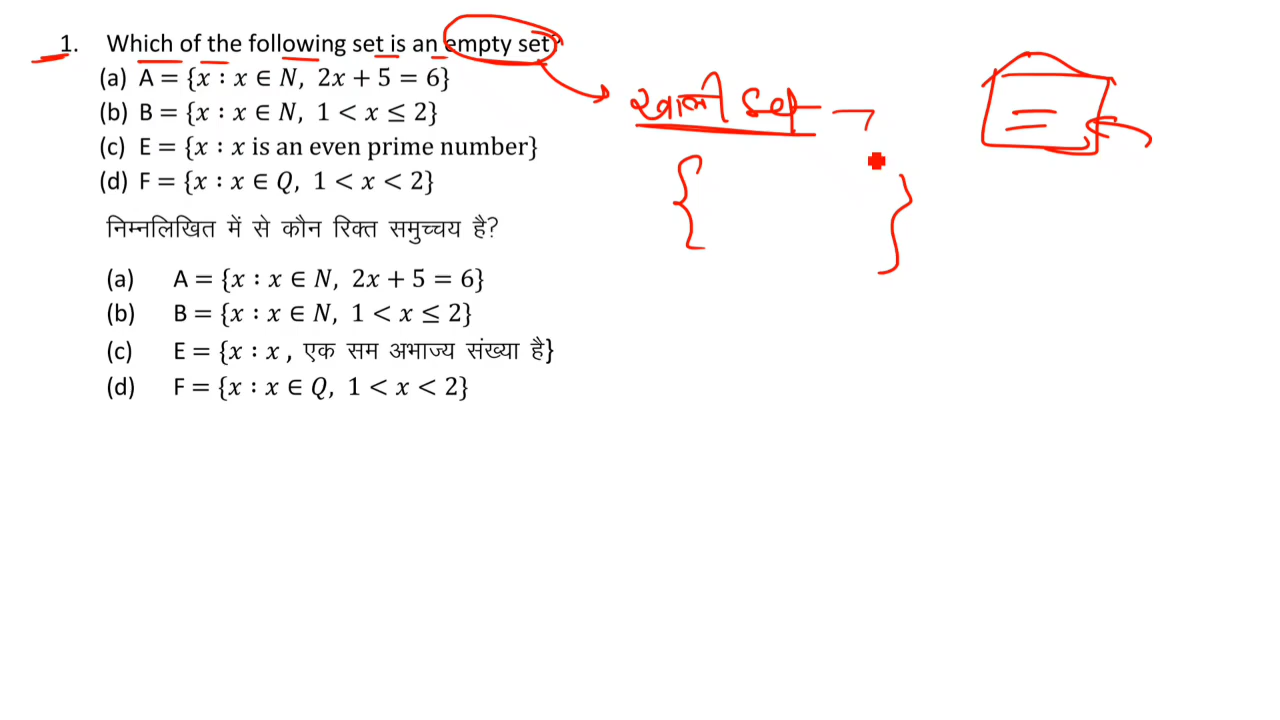 1. Which of the following set is an empty set?
(a) A = {x : x ∈ N, 2x + 5 = 6}
(b) B = {x : x ∈ N, 1 < x ≤ 2}
(c) E = {x : x is an even prime number}
(d) F = {x : x ∈ Q, 1 < x < 2}
निम्नलिखित में से कौन रिक्त समुच्चय है?
(a) A = {x : x ∈ N, 2x + 5 = 6}
(b) B = {x : x ∈ N, 1 < x ≤ 2}
(c) E = {x : x , एक सम अभाज्य संख्या है}
(d) F = {x : x ∈ Q, 1 < x < 2}
खाली set
{ }